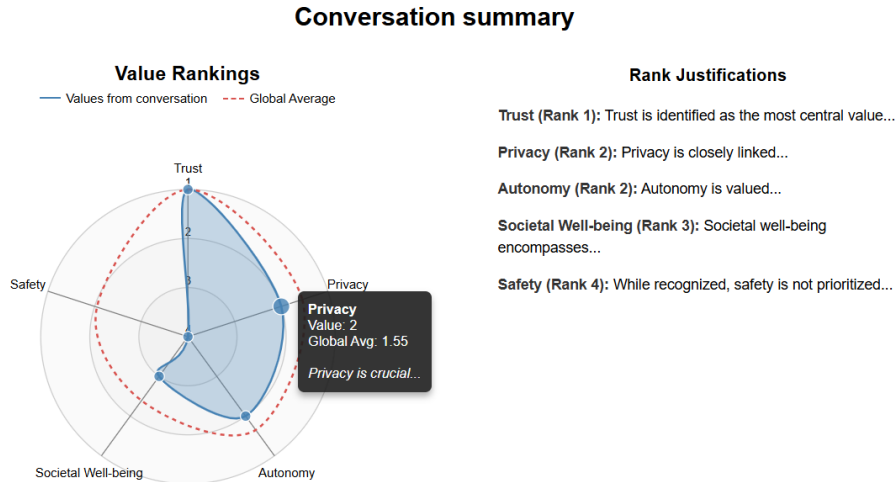 Conversation summary
Value Rankings
Values from conversation
Global Average
Trust
1
2
3
Safety
Privacy
Privacy
Value: 2
Global Avg: 1.55
Privacy is crucial...
Societal Well-being
Autonomy
Rank Justifications
Trust (Rank 1): Trust is identified as the most central value...
Privacy (Rank 2): Privacy is closely linked...
Autonomy (Rank 2): Autonomy is valued...
Societal Well-being (Rank 3): Societal well-being
encompasses...
Safety (Rank 4): While recognized, safety is not prioritized...